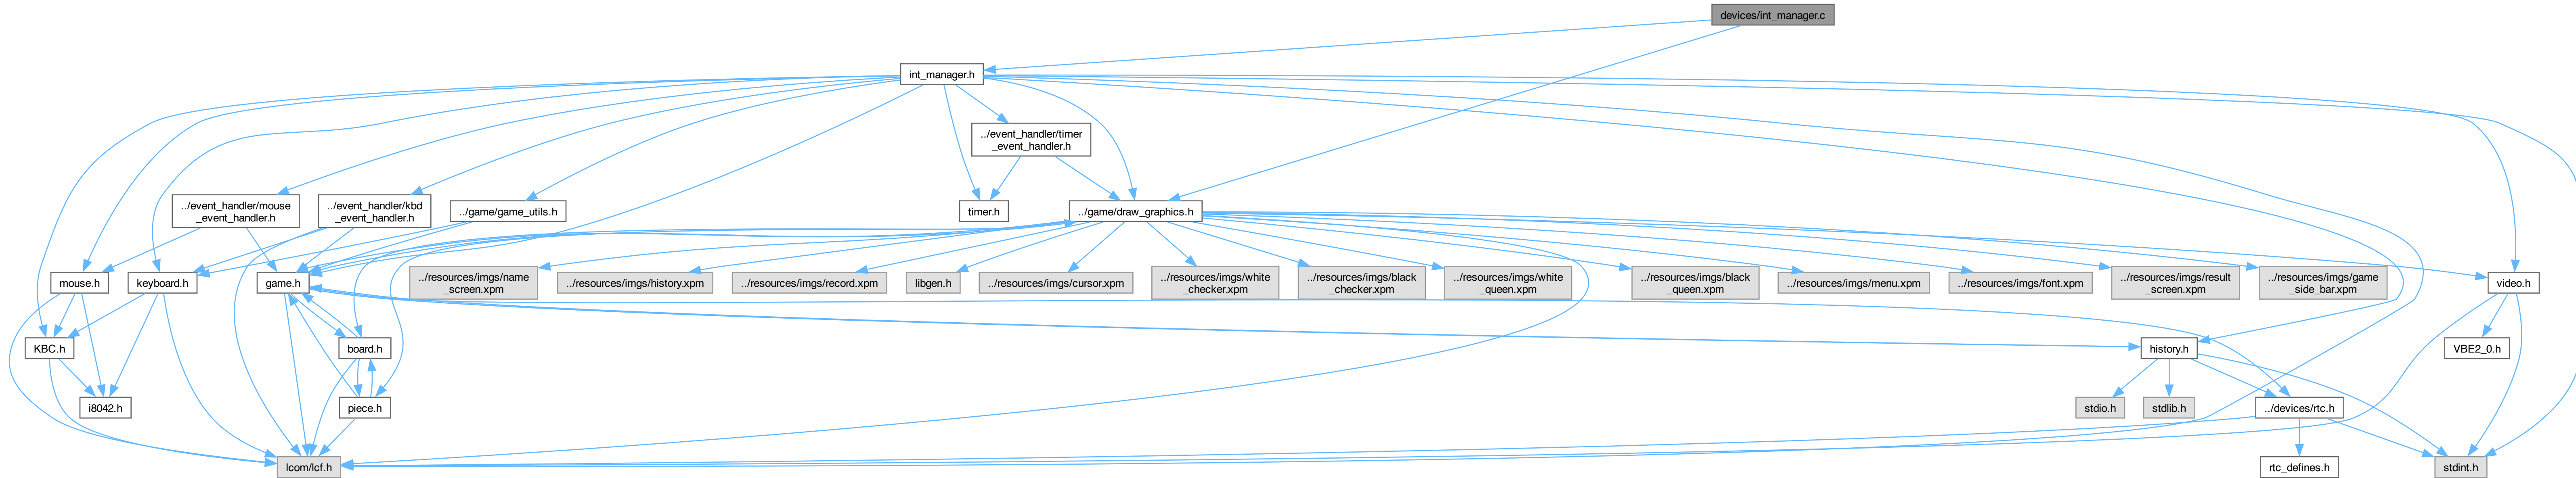 devices/int_manager.c
int_manager.h
../event_handler/timer
_event_handler.h
../event_handler/mouse
_event_handler.h
../event_handler/kbd
_event_handler.h
../game/game_utils.h
timer.h
../game/draw_graphics.h
mouse.h
keyboard.h
game.h
../resources/imgs/name
_screen.xpm
../resources/imgs/history.xpm
../resources/imgs/record.xpm
libgen.h
../resources/imgs/cursor.xpm
../resources/imgs/white
_checker.xpm
../resources/imgs/black
_checker.xpm
../resources/imgs/white
_queen.xpm
../resources/imgs/black
_queen.xpm
../resources/imgs/menu.xpm
../resources/imgs/font.xpm
../resources/imgs/result
_screen.xpm
../resources/imgs/game
_side_bar.xpm
video.h
KBC.h
board.h
history.h
VBE2_0.h
i8042.h
piece.h
stdio.h
stdlib.h
../devices/rtc.h
lcom/lcf.h
rtc_defines.h
stdint.h